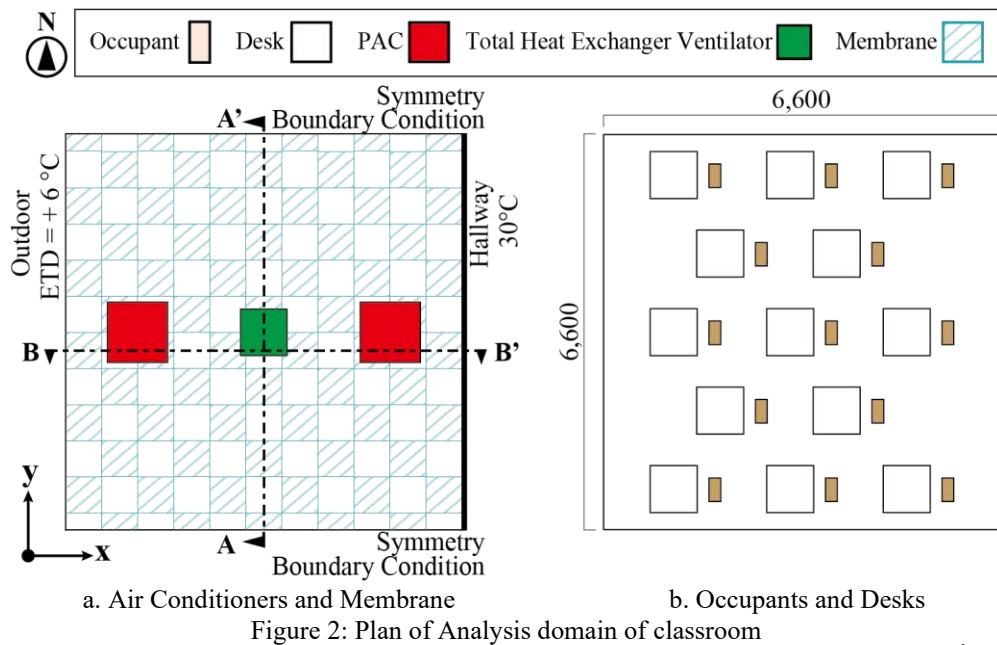 N
Occupant Desk PAC Total Heat Exchanger Ventilator Membrane
Symmetry
A’ Boundary Condition
Outdoor
ETD = + 6 °C
Hallway
30°C
B B’
y
x
A Symmetry
Boundary Condition
6,600
6,600
a. Air Conditioners and Membrane b. Occupants and Desks
Figure 2: Plan of Analysis domain of classroom